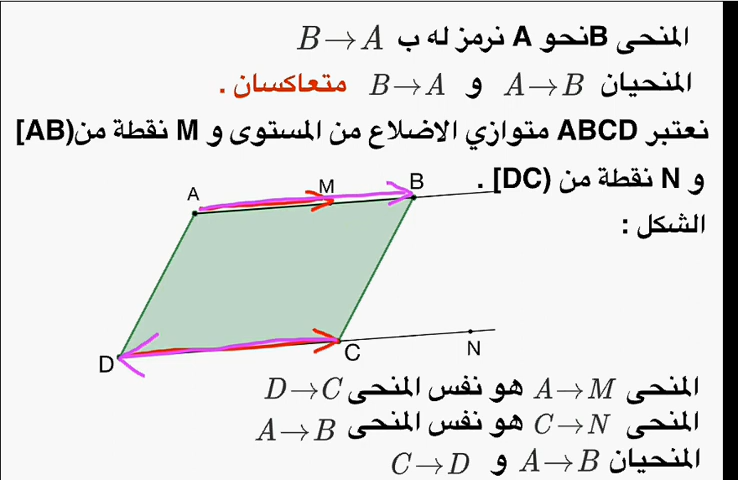 المنحى Bنحو A نرمز له ب B→A
المنحيان A→B و B→A متعاكسان .
نعتبر ABCD متوازي الاضلاع من المستوى و M نقطة من(AB]
و N نقطة من (DC] .
الشكل :
A M B
D C N
المنحى A→M هو نفس المنحى D→C
المنحى C→N هو نفس المنحى A→B
المنحيان A→B و C→D